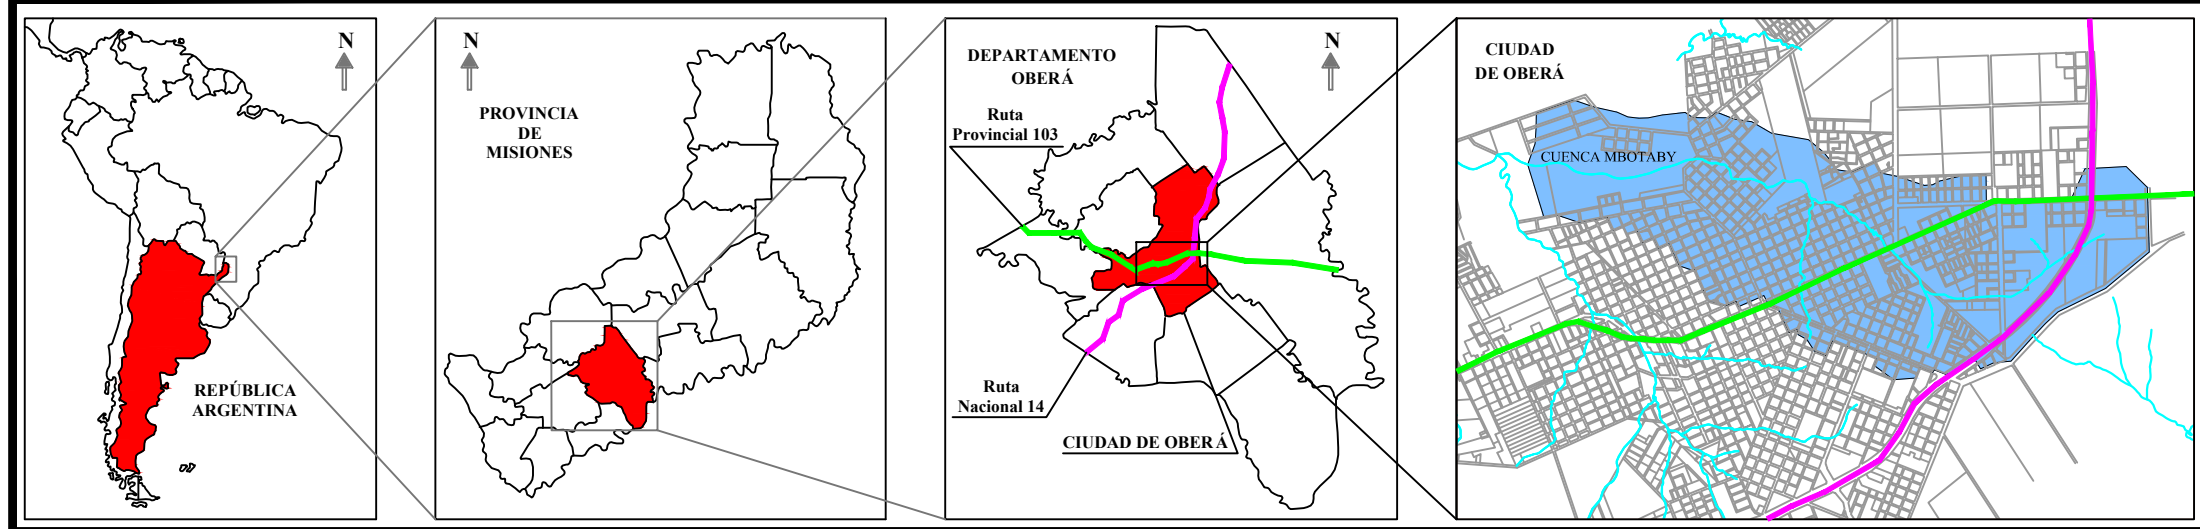 N
REPÚBLICA
ARGENTINA
N
PROVINCIA
DE
MISIONES
DEPARTAMENTO
OBERÁ
N
Ruta
Provincial 103
Ruta
Nacional 14
CIUDAD DE OBERÁ
CIUDAD
DE OBERÁ
CUENCA MBOTABY